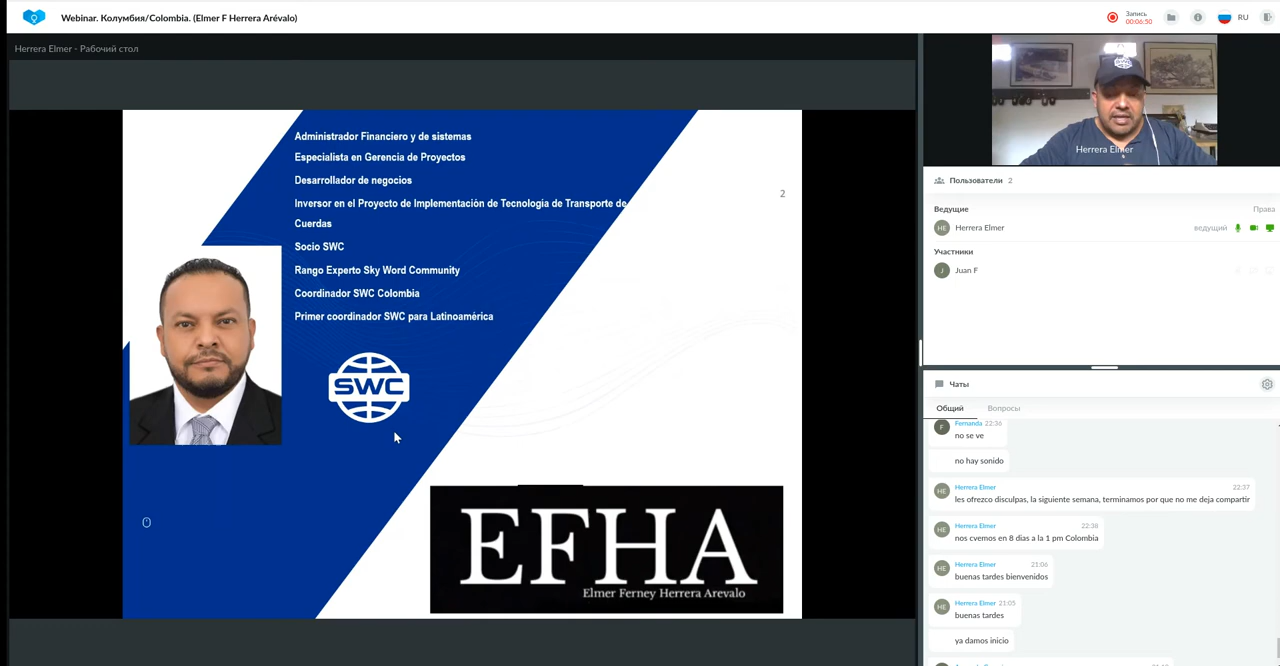 Webinar. Колумбия/Colombia. (Elmer F Herrera Arévalo)
Запись
00:06:50
RU
Herrera Elmer - Рабочий стол
Administrador Financiero y de sistemas
Especialista en Gerencia de Proyectos
Desarrollador de negocios
Inversor en el Proyecto de Implementación de Tecnologia de Transporte de
Cuerdas
Socio SWC
Rango Experto Sky Word Community
Coordinador SWC Colombia
Primer coordinador SWC para Latinoamérica
2
SWC
EFHA
Elmer Ferney Herrera Arevalo
Herrera Elmer
Пользователи 2
Ведущие
Права
HE
Herrera Elmer
ведущий
Участники
J
Juan F
Чаты
Общий
Вопросы
F
Fernanda 22:36
no se ve
no hay sonido
HE
Herrera Elmer 22:37
les ofrezco disculpas, la siguiente semana, terminamos por que no me deja compartir
HE
Herrera Elmer 22:38
nos cvemos en 8 dias a la 1 pm Colombia
HE
Herrera Elmer 21:06
buenas tardes bienvenidos
HE
Herrera Elmer 21:05
buenas tardes
ya damos inicio